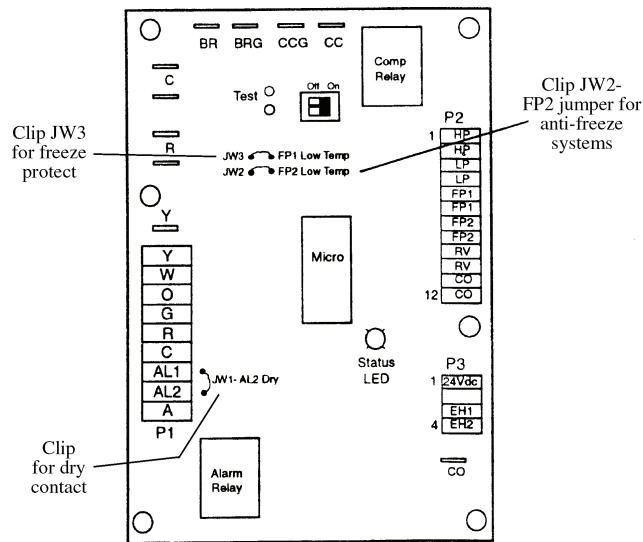 BR BRG CCG CC
Comp
Relay
C
Test
Off On
Clip JW2-
FP2 jumper for
anti-freeze
systems
Clip JW3
for freeze
protect
R
JW3 FP1 Low Temp
JW2 FP2 Low Temp
P2
1 HP
HP
LP
LP
FP1
FP1
FP2
FP2
RV
RV
CO
12 CO
Y
Y
W
O
G
R
C
AL1
AL2
A
P1
JW1- AL2 Dry
Micro
Status
LED
P3
1 24Vdc
EH1
4 EH2
CO
Clip
for dry
contact
Alarm
Relay